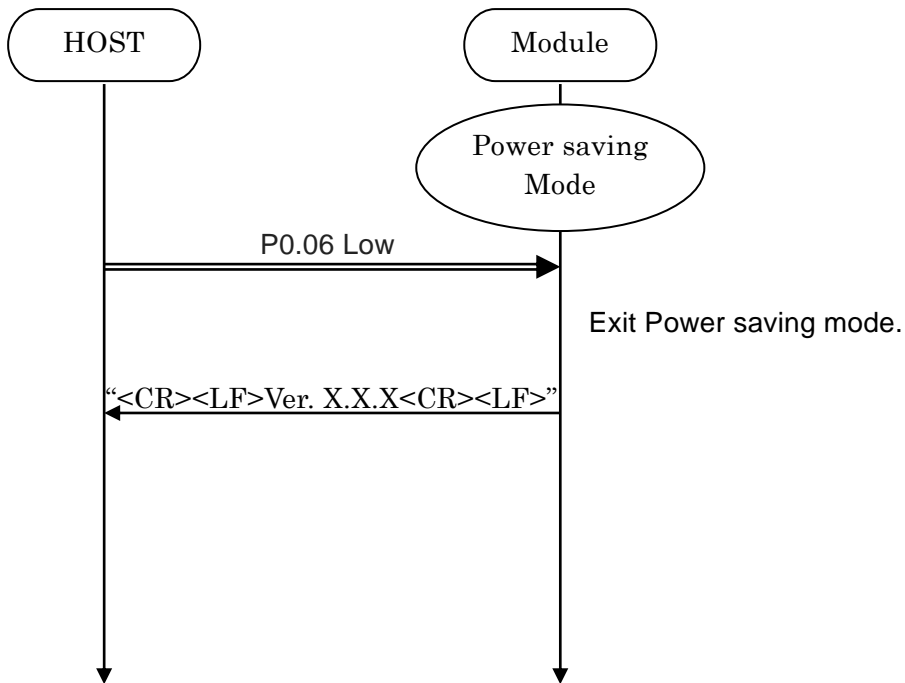 HOST
Module
Power saving
Mode
P0.06 Low
Exit Power saving mode.
“<CR><LF>Ver. X.X.X<CR><LF>”